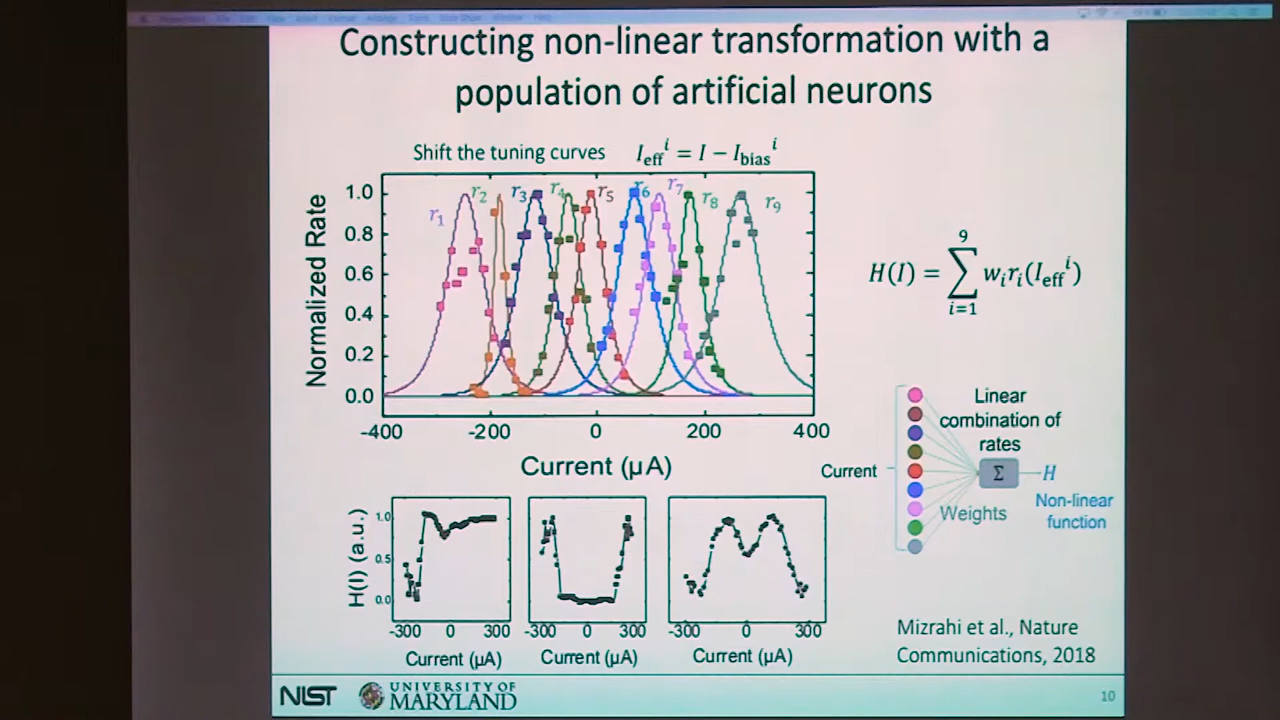 Constructing non-linear transformation with a
population of artificial neurons
Shift the tuning curves I_eff^i = I − I_bias^i
Normalized Rate
1.0
0.8
0.6
0.4
0.2
0.0
r₁ r₂ r₃ r₄ r₅ r₆ r₇ r₈ r₉
-400 -200 0 200 400
Current (µA)
H(I) = ∑_{i=1}^{9} wᵢrᵢ(I_eff^i)
Linear
combination of
rates
Current
Σ
H
Weights
Non-linear
function
H(I) (a.u.)
1.0
0.5
0.0
-300 0 300
Current (µA)
-300 0 300
Current (µA)
-300 0 300
Current (µA)
Mizrahi et al., Nature
Communications, 2018
NIST
UNIVERSITY OF
MARYLAND
10